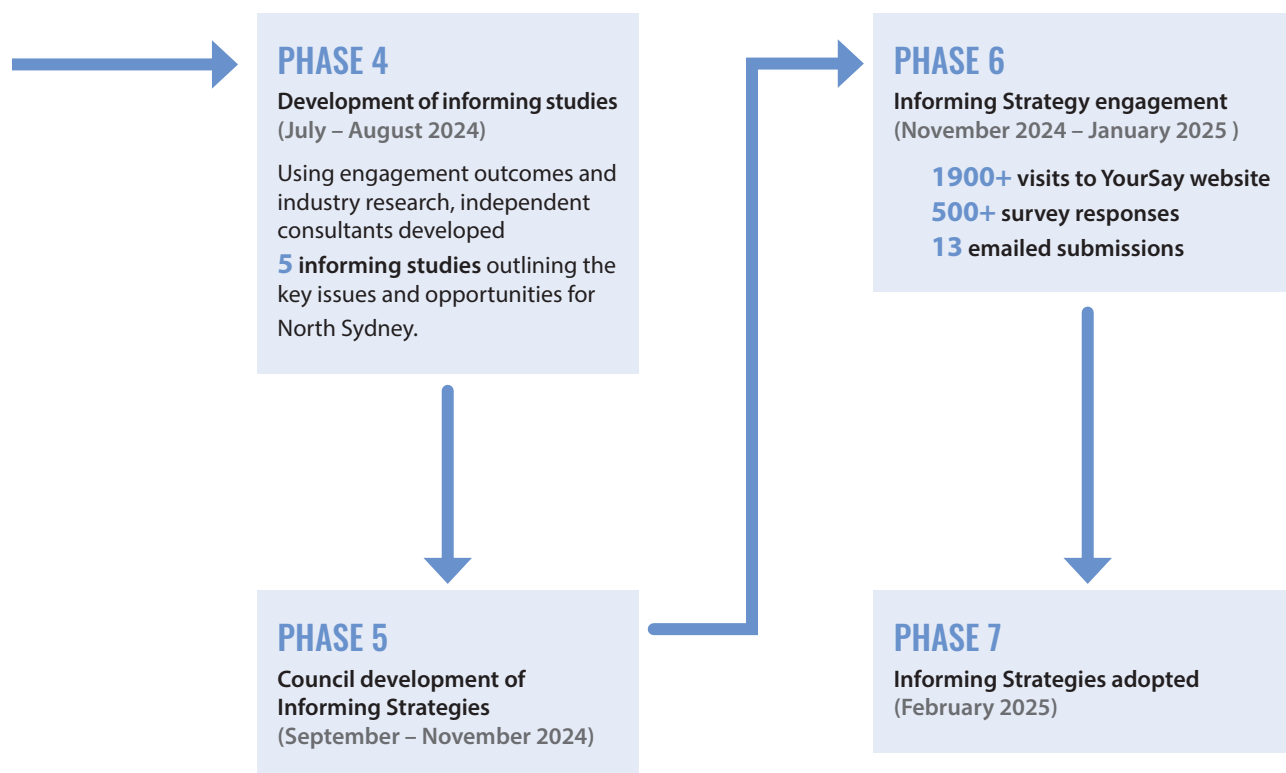 PHASE 4
Development of informing studies
(July – August 2024)
Using engagement outcomes and
industry research, independent
consultants developed
5 informing studies outlining the
key issues and opportunities for
North Sydney.
PHASE 5
Council development of
Informing Strategies
(September – November 2024)
PHASE 6
Informing Strategy engagement
(November 2024 – January 2025 )
1900+ visits to YourSay website
500+ survey responses
13 emailed submissions
PHASE 7
Informing Strategies adopted
(February 2025)